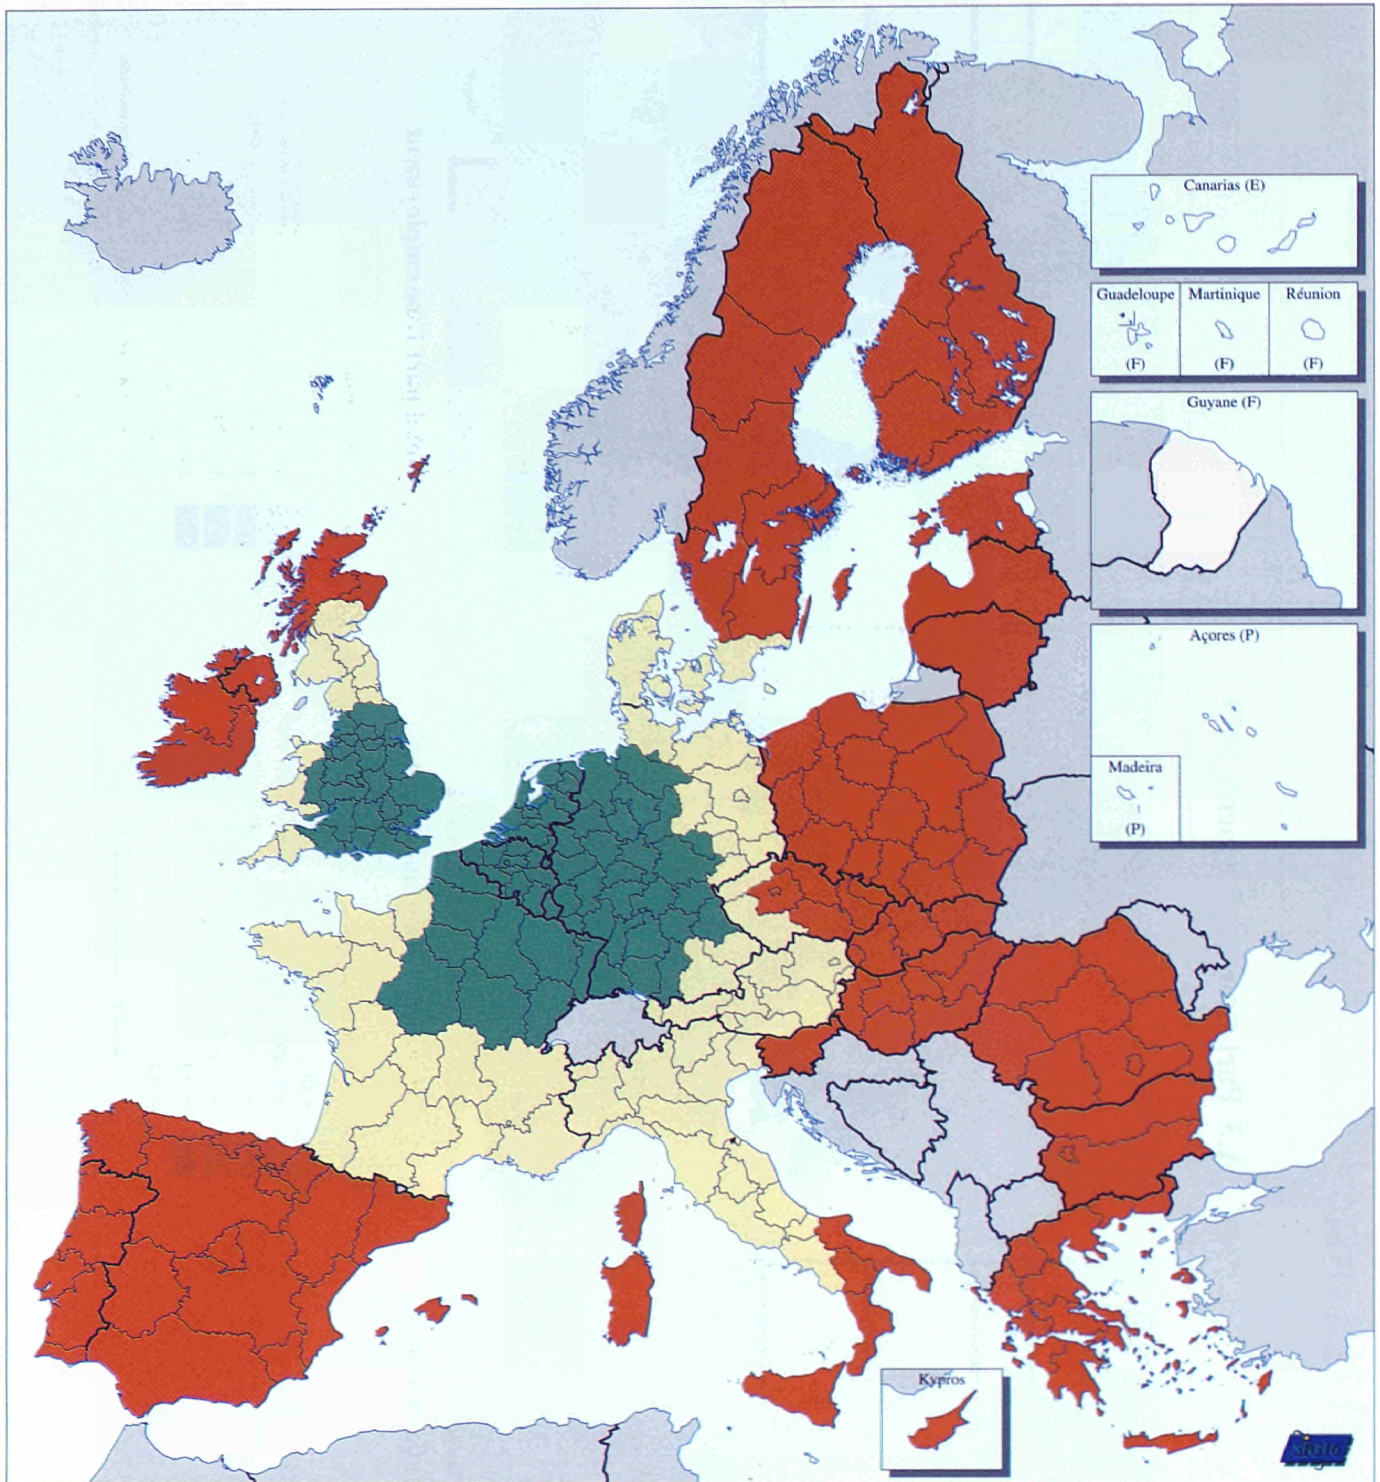 Canarias (E)
Guadeloupe Martinique Réunion
(F) (F) (F)
Guyane (F)
Açores (P)
Madeira
(P)
Kypros